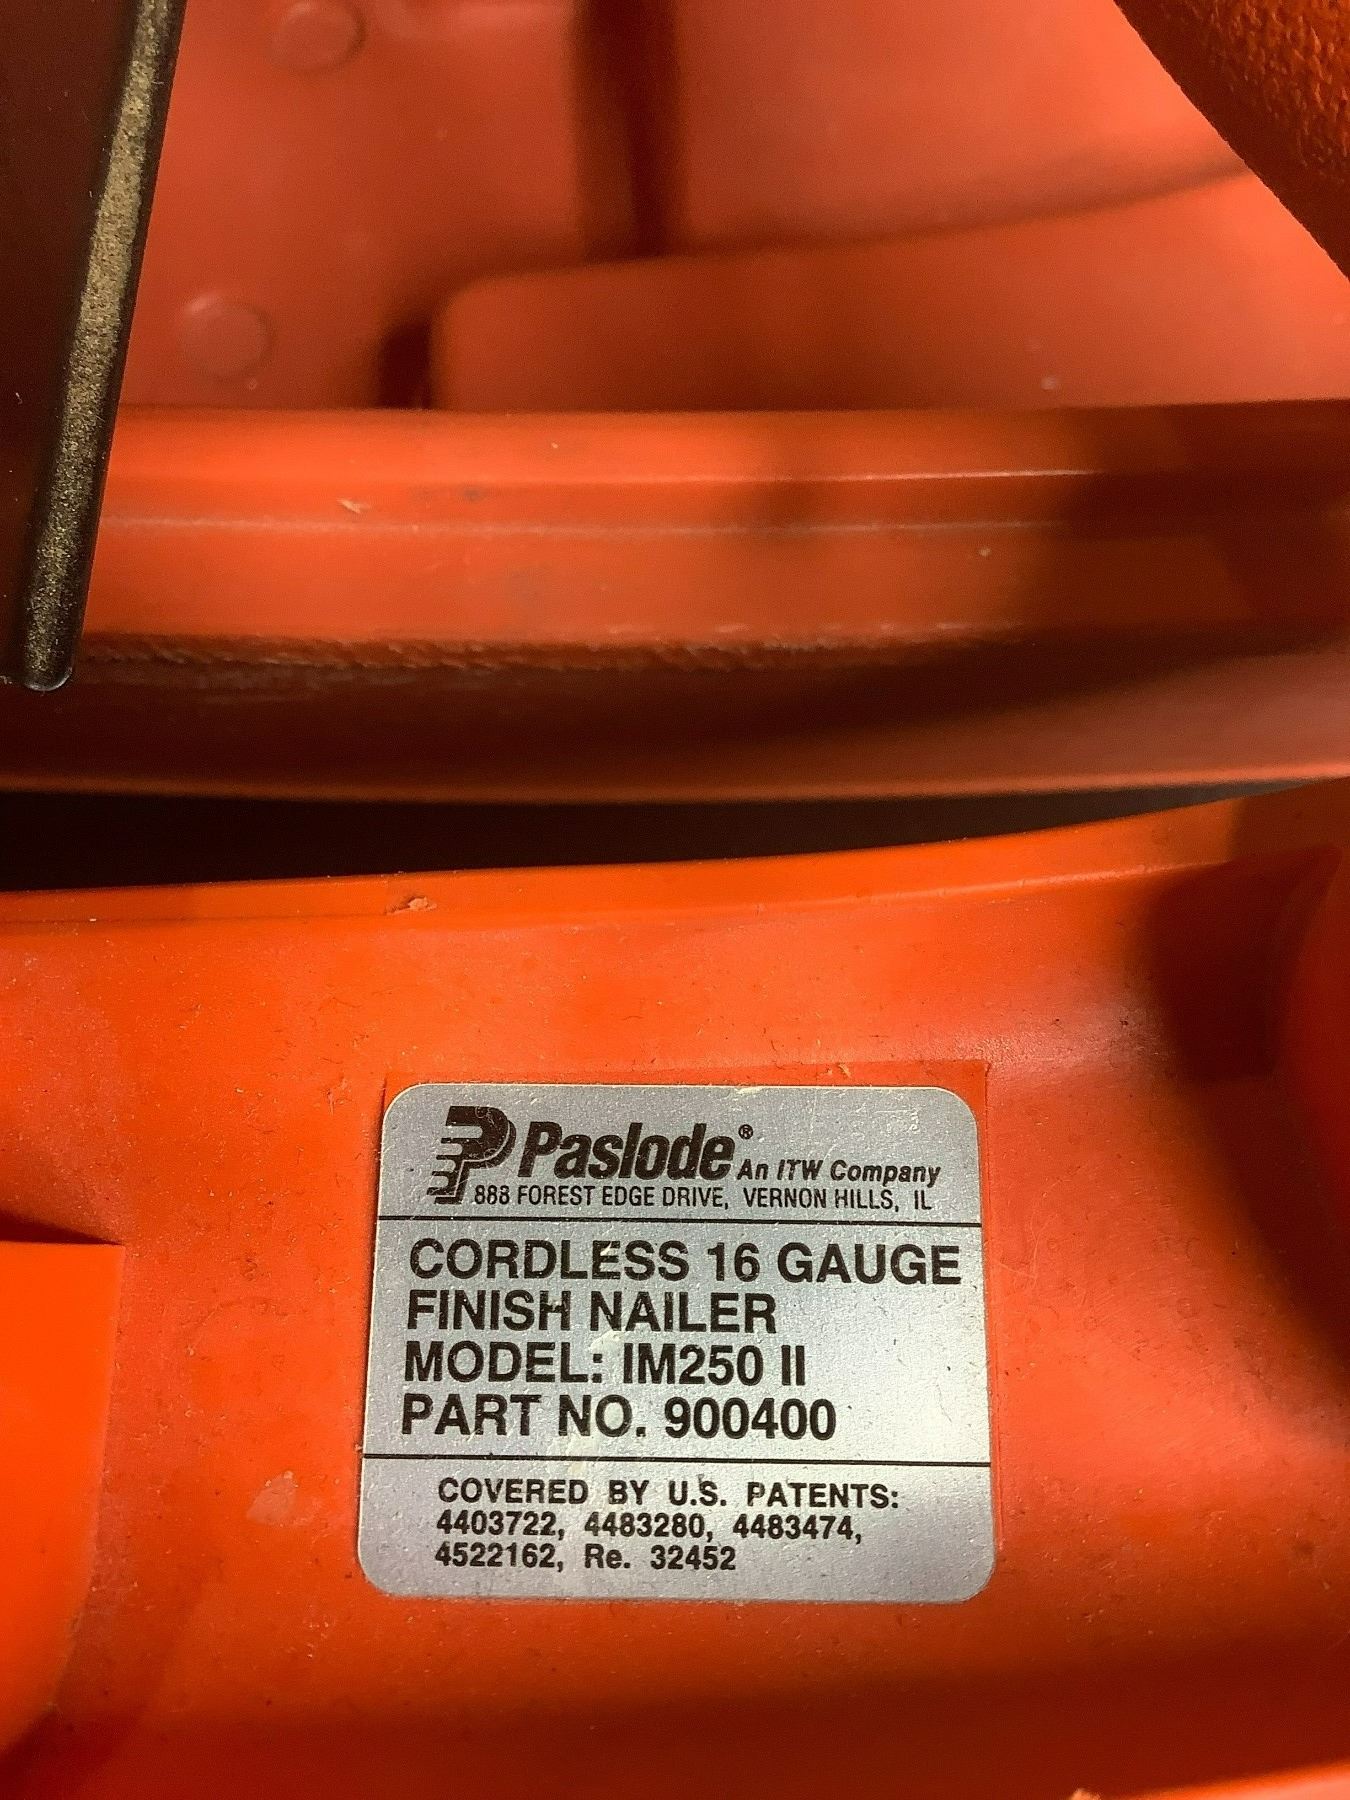 Paslode® An ITW Company
888 FOREST EDGE DRIVE, VERNON HILLS, IL
CORDLESS 16 GAUGE
FINISH NAILER
MODEL: IM250 II
PART NO. 900400
COVERED BY U.S. PATENTS:
4403722, 4483280, 4483474,
4522162, Re. 32452